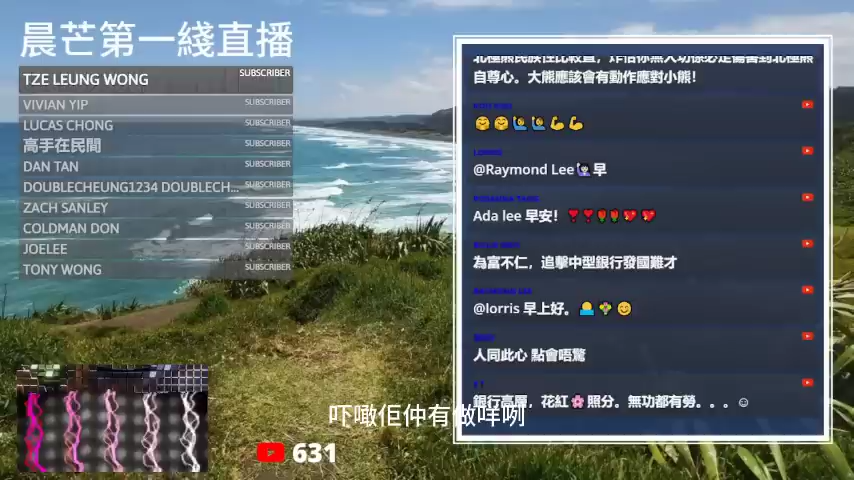 晨芒第一綫直播
TZE LEUNG WONG SUBSCRIBER
VIVIAN YIP SUBSCRIBER
LUCAS CHONG SUBSCRIBER
高手在民間 SUBSCRIBER
DAN TAN SUBSCRIBER
DOUBLECHEUNG1234 DOUBLECH... SUBSCRIBER
ZACH SANLEY SUBSCRIBER
COLDMAN DON SUBSCRIBER
JOELEE SUBSCRIBER
TONY WONG SUBSCRIBER
自尊心。大熊應該會有動作應對小熊!
🤗🤗🙋‍♂️🙋‍♂️💪💪
@Raymond Lee🙋🏻‍♀️早
Ada lee 早安! ❣️❣️🌹🌹💖💖
為富不仁，追擊中型銀行發國難才
@lorris 早上好。🙇‍♂️💐😊
人同此心 點會唔驚
銀行高層，花紅🌸照分。無功都有勞。。。☺
吓噉佢仲有做咩咧
631